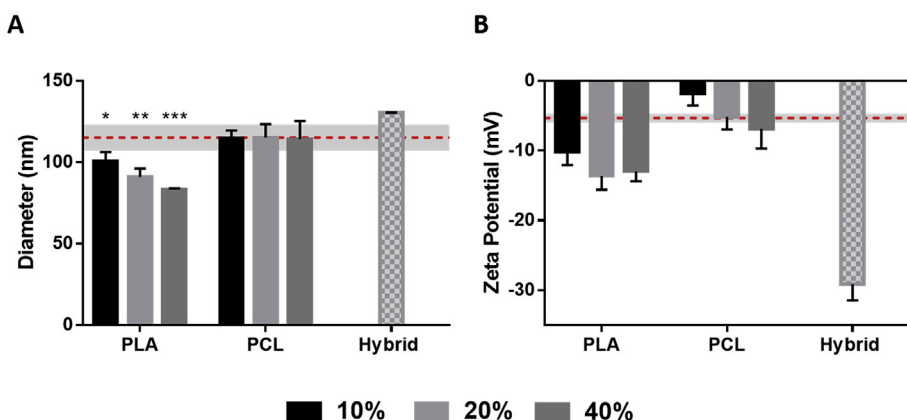 A
B
Diameter (nm)
150
100
50
0
* ** ***
PLA PCL Hybrid
Zeta Potential (mV)
0
-10
-20
-30
PLA PCL Hybrid
10% 20% 40%